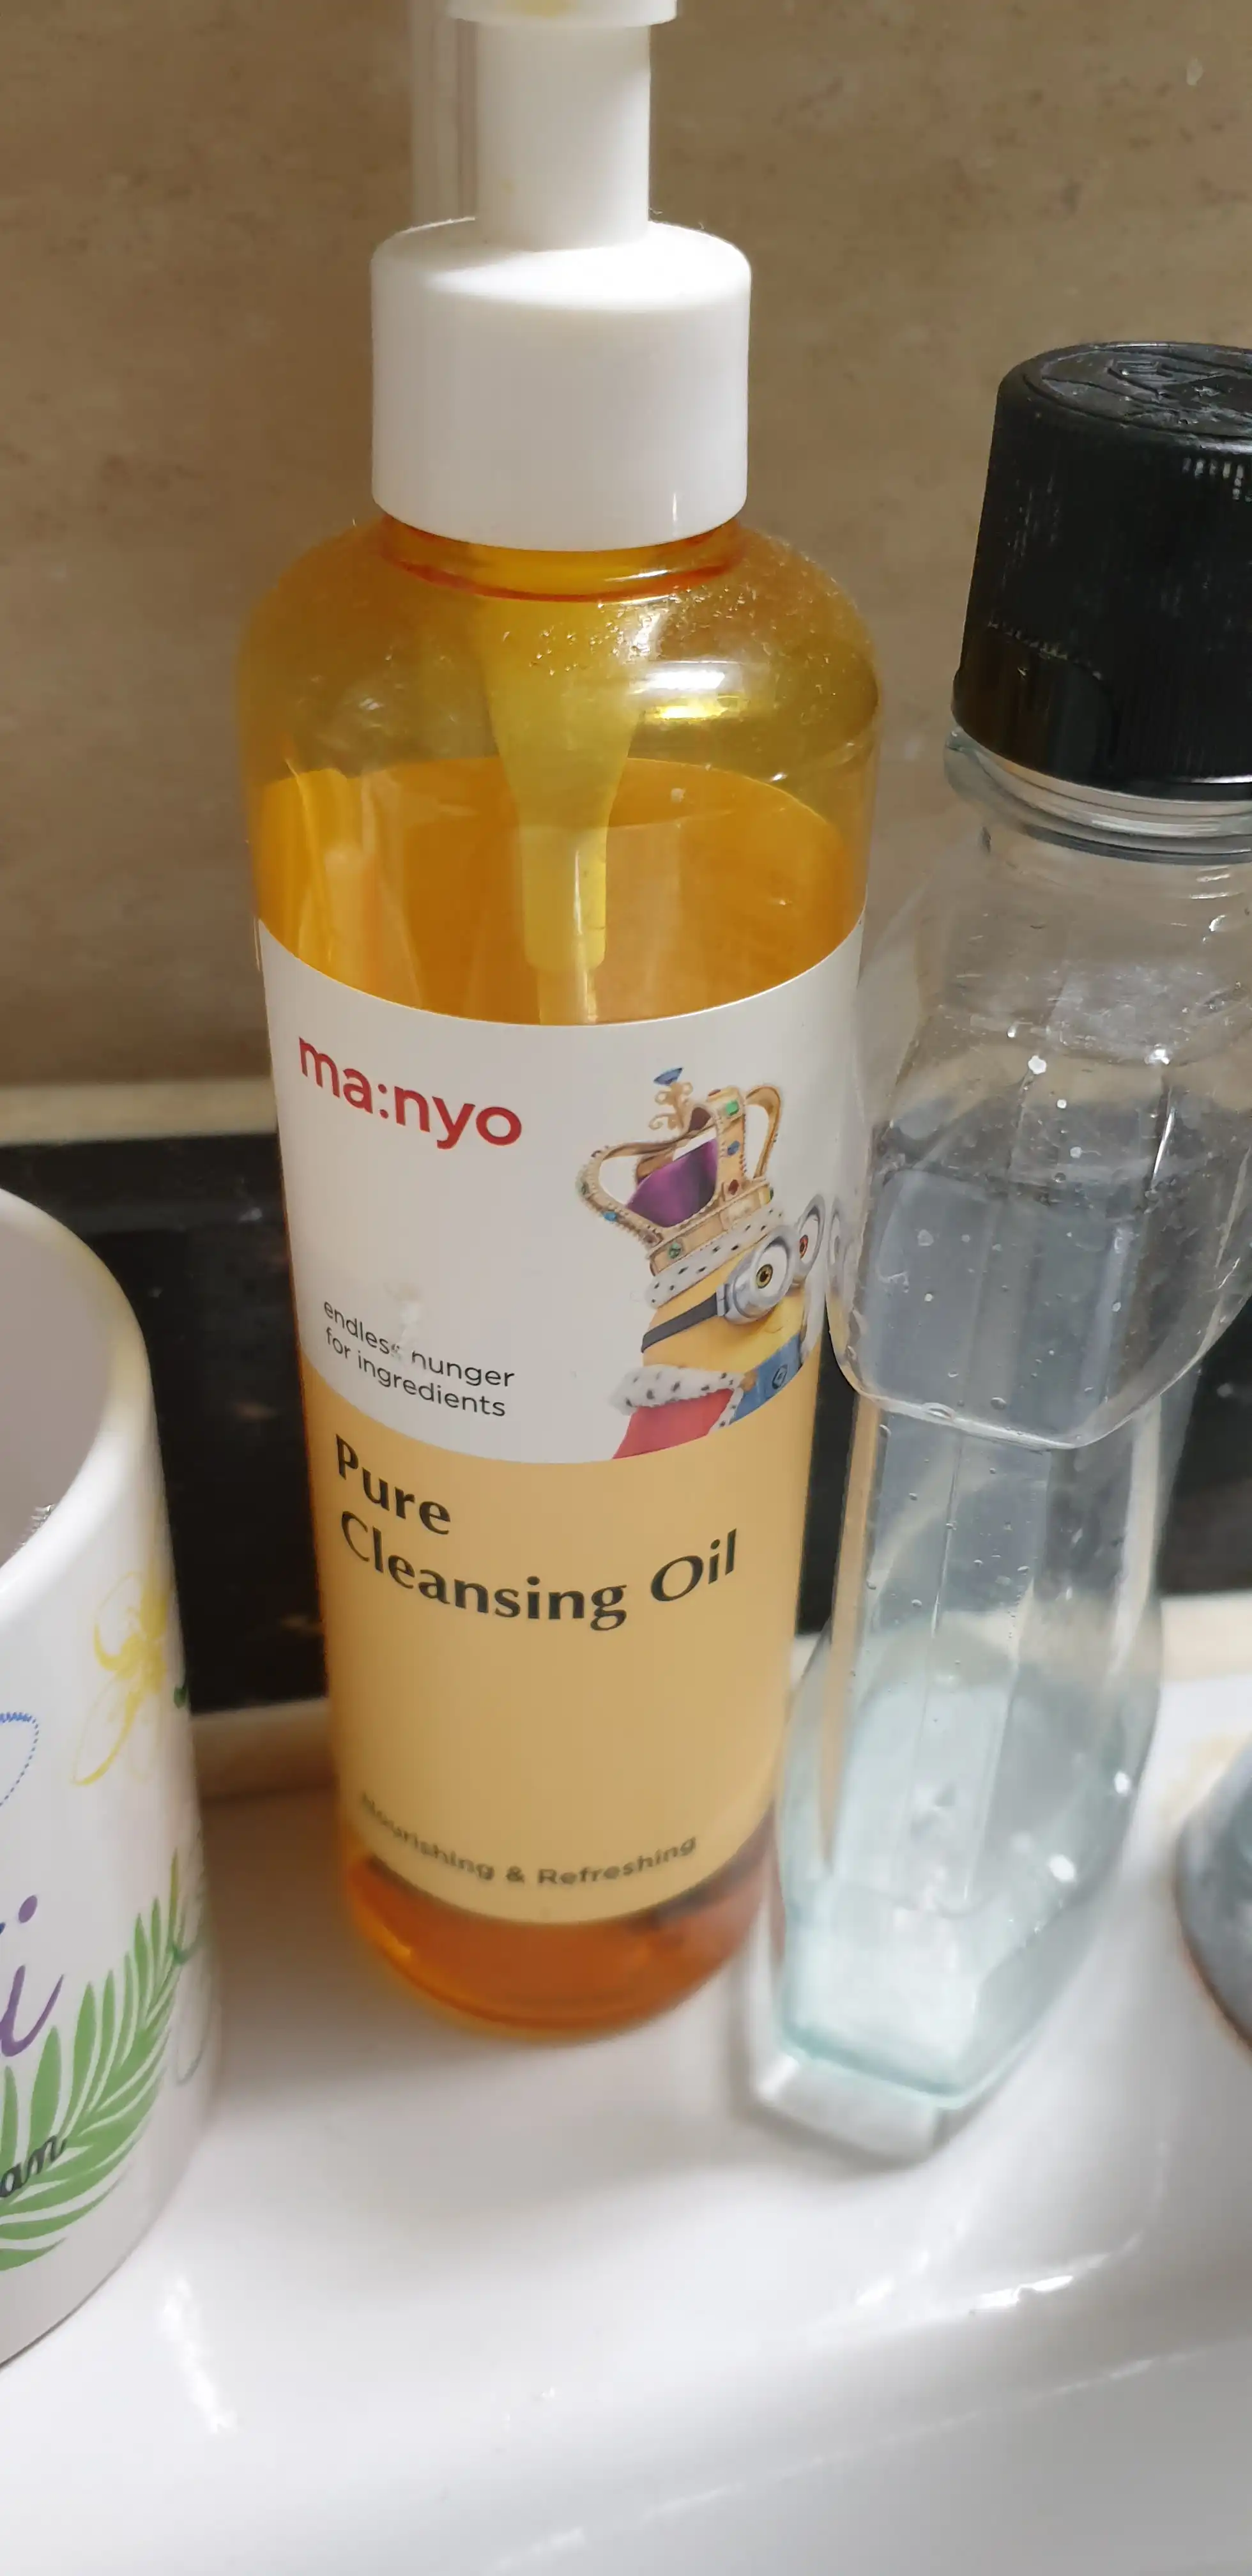 ma:nyo
endless hunger
for ingredients
Pure
Cleansing Oil
Nourishing & Refreshing